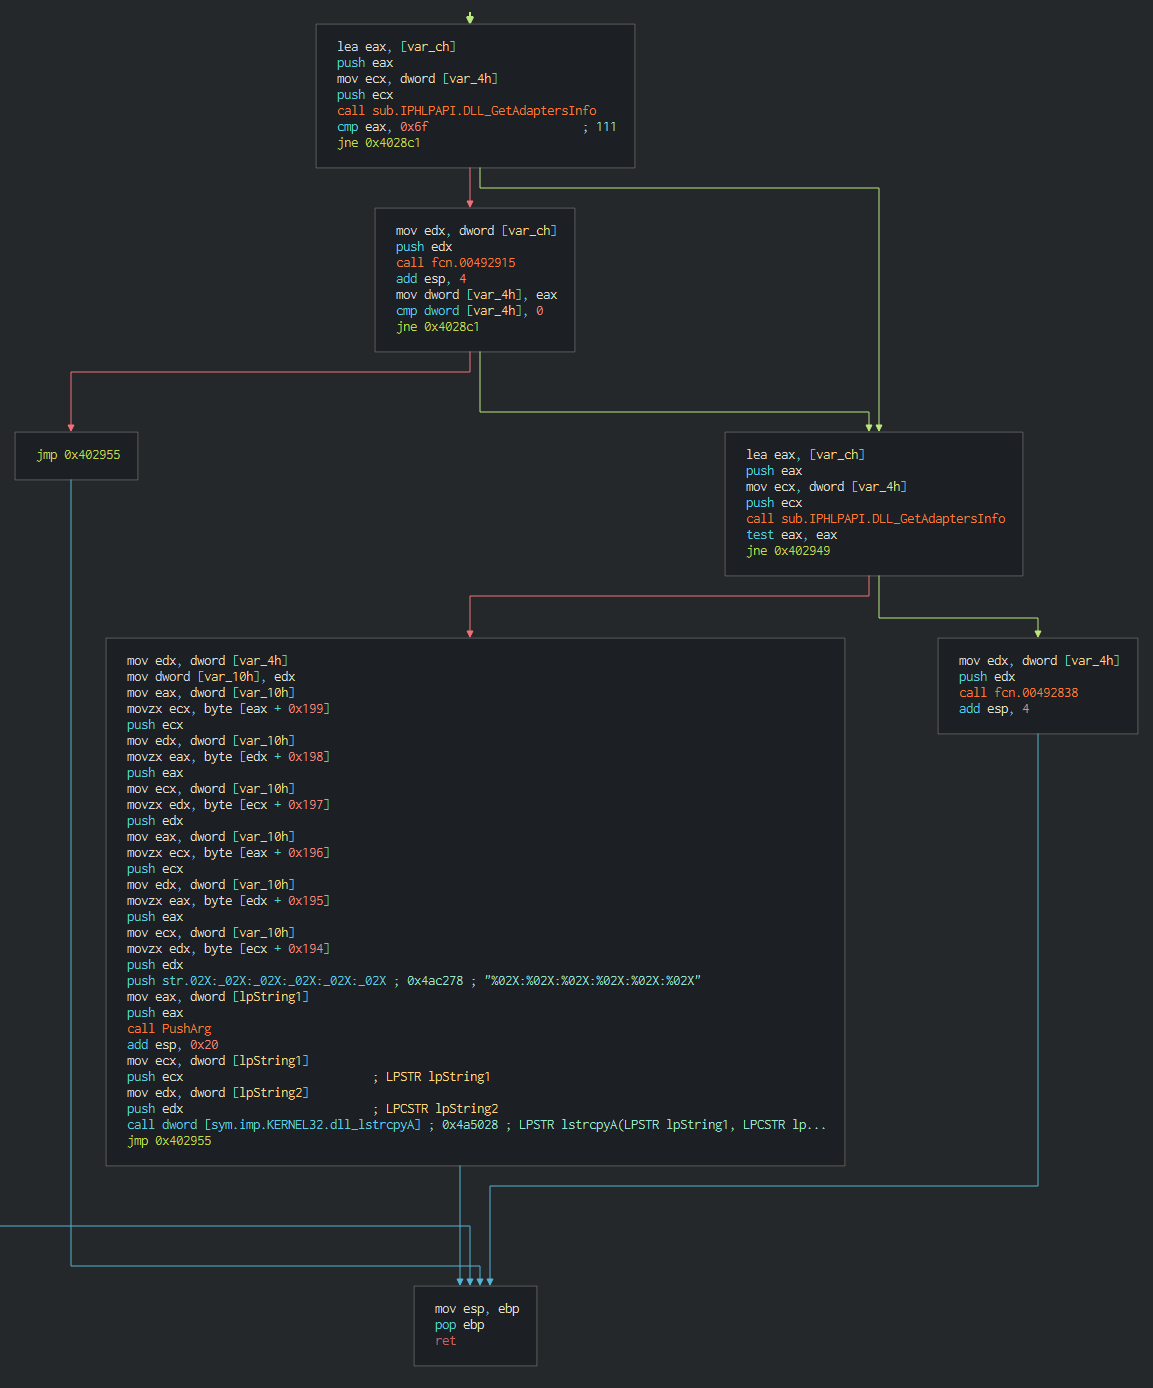 lea eax, [var_ch]
push eax
mov ecx, dword [var_4h]
push ecx
call sub.IPHLPAPI.DLL_GetAdaptersInfo
cmp eax, 0x6f ; 111
jne 0x4028c1
mov edx, dword [var_ch]
push edx
call fcn.00492915
add esp, 4
mov dword [var_4h], eax
cmp dword [var_4h], 0
jne 0x4028c1
jmp 0x402955
lea eax, [var_ch]
push eax
mov ecx, dword [var_4h]
push ecx
call sub.IPHLPAPI.DLL_GetAdaptersInfo
test eax, eax
jne 0x402949
mov edx, dword [var_4h]
mov dword [var_10h], edx
mov eax, dword [var_10h]
movzx ecx, byte [eax + 0x199]
push ecx
mov edx, dword [var_10h]
movzx eax, byte [edx + 0x198]
push eax
mov ecx, dword [var_10h]
movzx edx, byte [ecx + 0x197]
push edx
mov eax, dword [var_10h]
movzx ecx, byte [eax + 0x196]
push ecx
mov edx, dword [var_10h]
movzx eax, byte [edx + 0x195]
push eax
mov ecx, dword [var_10h]
movzx edx, byte [ecx + 0x194]
push edx
push str.02X:_02X:_02X:_02X:_02X:_02X ; 0x4ac278 ; "%02X:%02X:%02X:%02X:%02X:%02X"
mov eax, dword [lpString1]
push eax
call PushArg
add esp, 0x20
mov ecx, dword [lpString1]
push ecx ; LPSTR lpString1
mov edx, dword [lpString2]
push edx ; LPCSTR lpString2
call dword [sym.imp.KERNEL32.dll_lstrcpyA] ; 0x4a5028 ; LPSTR lstrcpyA(LPSTR lpString1, LPCSTR lp...
jmp 0x402955
mov edx, dword [var_4h]
push edx
call fcn.00492838
add esp, 4
mov esp, ebp
pop ebp
ret